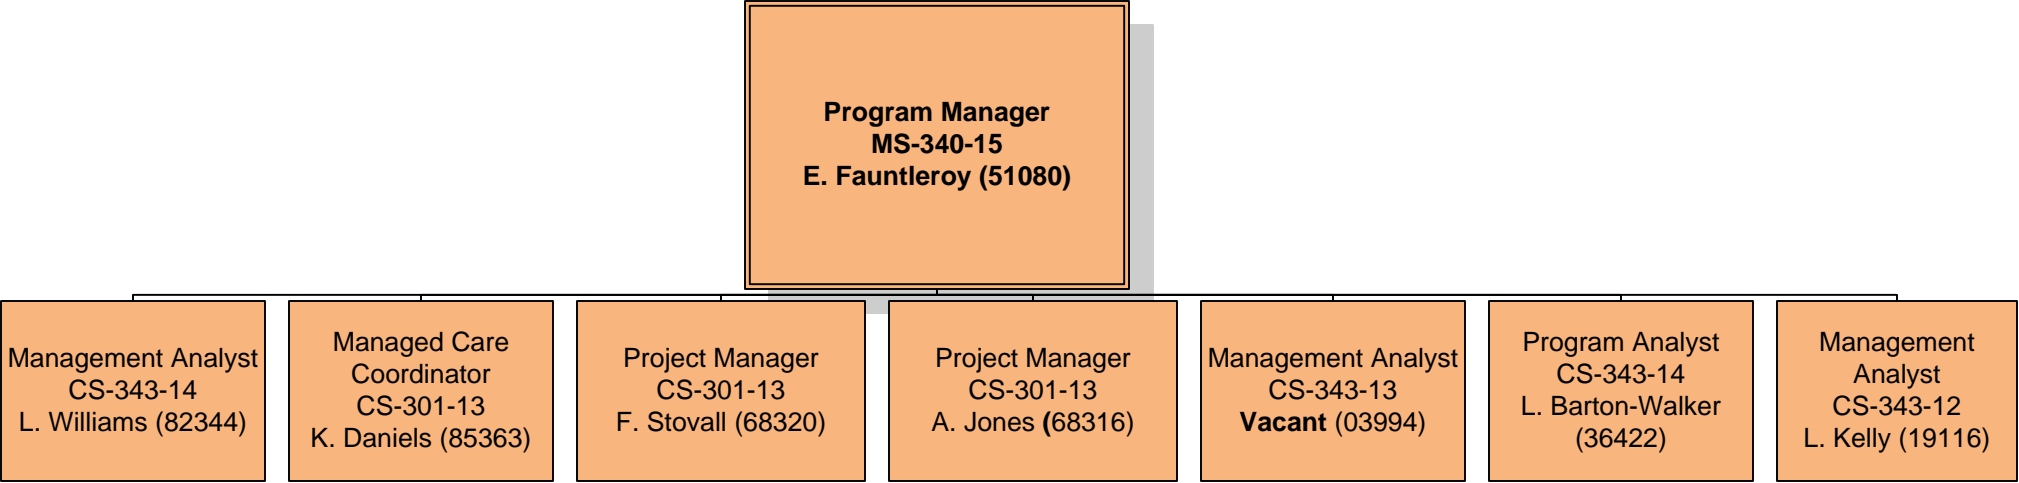 Program Manager
MS-340-15
E. Fauntleroy (51080)
Management Analyst
CS-343-14
L. Williams (82344)
Managed Care
Coordinator
CS-301-13
K. Daniels (85363)
Project Manager
CS-301-13
F. Stovall (68320)
Project Manager
CS-301-13
A. Jones (68316)
Management Analyst
CS-343-13
Vacant (03994)
Program Analyst
CS-343-14
L. Barton-Walker
(36422)
Management
Analyst
CS-343-12
L. Kelly (19116)